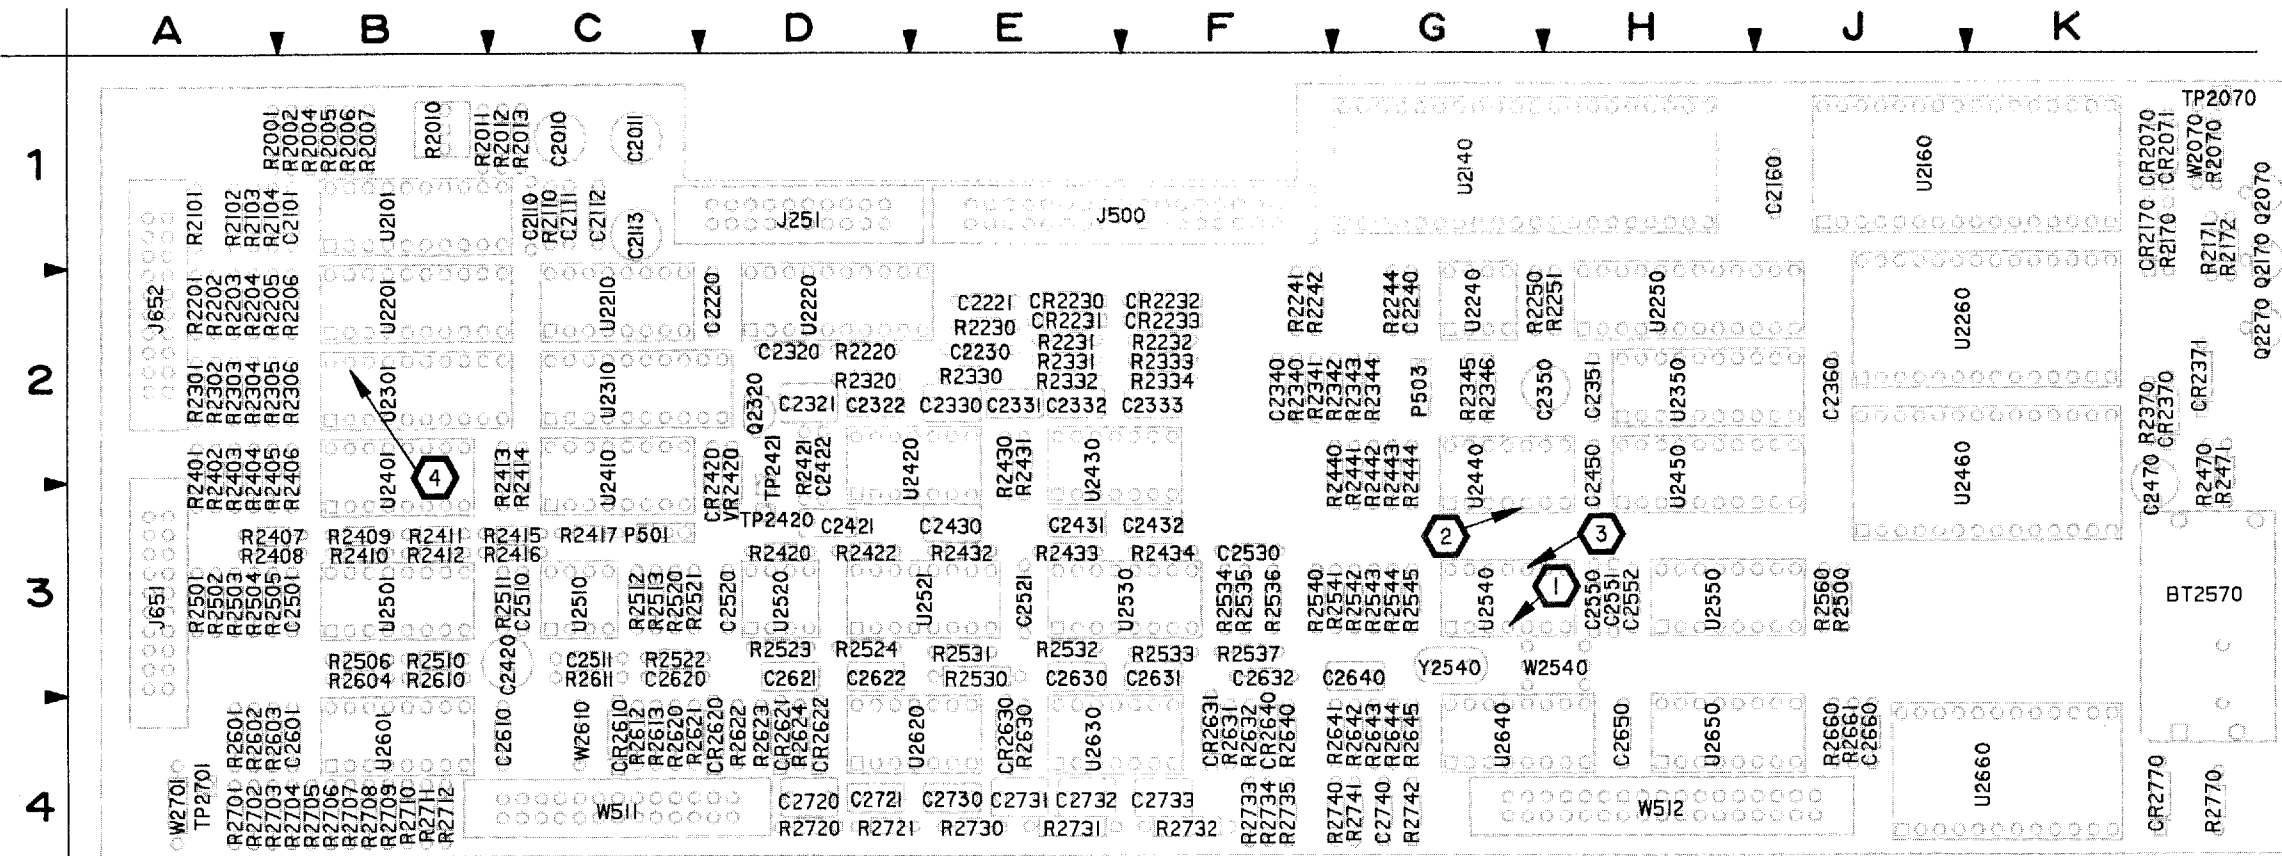 A B C D E F G H J K
1
2
3
4
TP2070
R2001 R2002 R2004 R2005 R2006 R2007 R2010 R2011 R2012 R2013 C2010 C2011
U2140 C2160 U2160 CR2070 CR2071 W2070 R2070
R2101 R2102 R2103 R2104 C2101 U2101 C2110 R2110 C2111 C2112 C2113 J251 J500
CR2170 R2170 R2171 R2172 Q2070 Q2170 Q2270
J652 R2201 R2202 R2203 R2204 R2205 R2206 U2201 U2210 C2220 U2220
C2221 CR2230 CR2232
R2230 CR2231 CR2233
R2231 R2232
C2320 R2220 C2230 R2331 R2333
R2320 R2330 R2332 R2334
R2241 R2242 R2244 C2240 U2240 R2250 R2251 U2250 U2260
R2301 R2302 R2303 R2304 R2305 R2306 U2301 U2310 Q2320
C2321 C2322 C2330 C2331 C2332 C2333
C2340 R2340 R2341 R2342 R2343 R2344 P503 R2345 R2346 C2350 C2351 U2350 C2360 R2370 CR2370 CR2371
R2401 R2402 R2403 R2404 R2405 R2406 U2401 4 R2413 R2414 U2410 CR2420 VR2420 TP2421 R2421 C2422 U2420 R2430 R2431 U2430
R2440 R2441 R2442 R2443 R2444 U2440 C2450 U2450 U2460 C2470 R2470 R2471
TP2420 C2421 C2430 C2431 C2432
R2407 R2409 R2411 R2415 R2417 P501
R2408 R2410 R2412 R2416 R2420 R2422 R2432 R2433 R2434 C2530
2 3
1
J651 R2501 R2502 R2503 R2504 R2505 C2501 U2501 R2511 C2510 U2510 R2512 R2513 R2520 R2521 C2520 U2520 U2521 C2521 U2530 R2534 R2535 R2536
R2540 R2541 R2542 R2543 R2544 R2545 U2540 C2550 C2551 C2552 U2550 R2560 R2500 BT2570
R2506 R2510 C2420 C2511 R2522 R2523 R2524 R2531 R2532 R2533 R2537
R2604 R2610 R2611 C2620 C2621 C2622 R2530 C2630 C2631 C2632 C2640 Y2540 W2540
R2601 R2602 R2603 C2601 U2601 C2610 W2610 CR2610 R2612 R2613 R2620 R2621 CR2620 R2622 R2623 CR2621 R2624 CR2622 U2620 CR2630 R2630 U2630
CR2631 R2631 R2632 CR2640 R2640 R2641 R2642 R2643 R2644 R2645 U2640 C2650 U2650 R2660 R2661 C2660 U2660
W2701 TP2701 R2701 R2702 R2703 R2704 R2705 R2706 R2707 R2708 R2709 R2710 R2711 R2712 W511
C2720 C2721 C2730 C2731 C2732 C2733
R2720 R2721 R2730 R2731 R2732
R2733 R2734 R2735 R2740 R2741 C2740 R2742 W512 CR2770 R2770